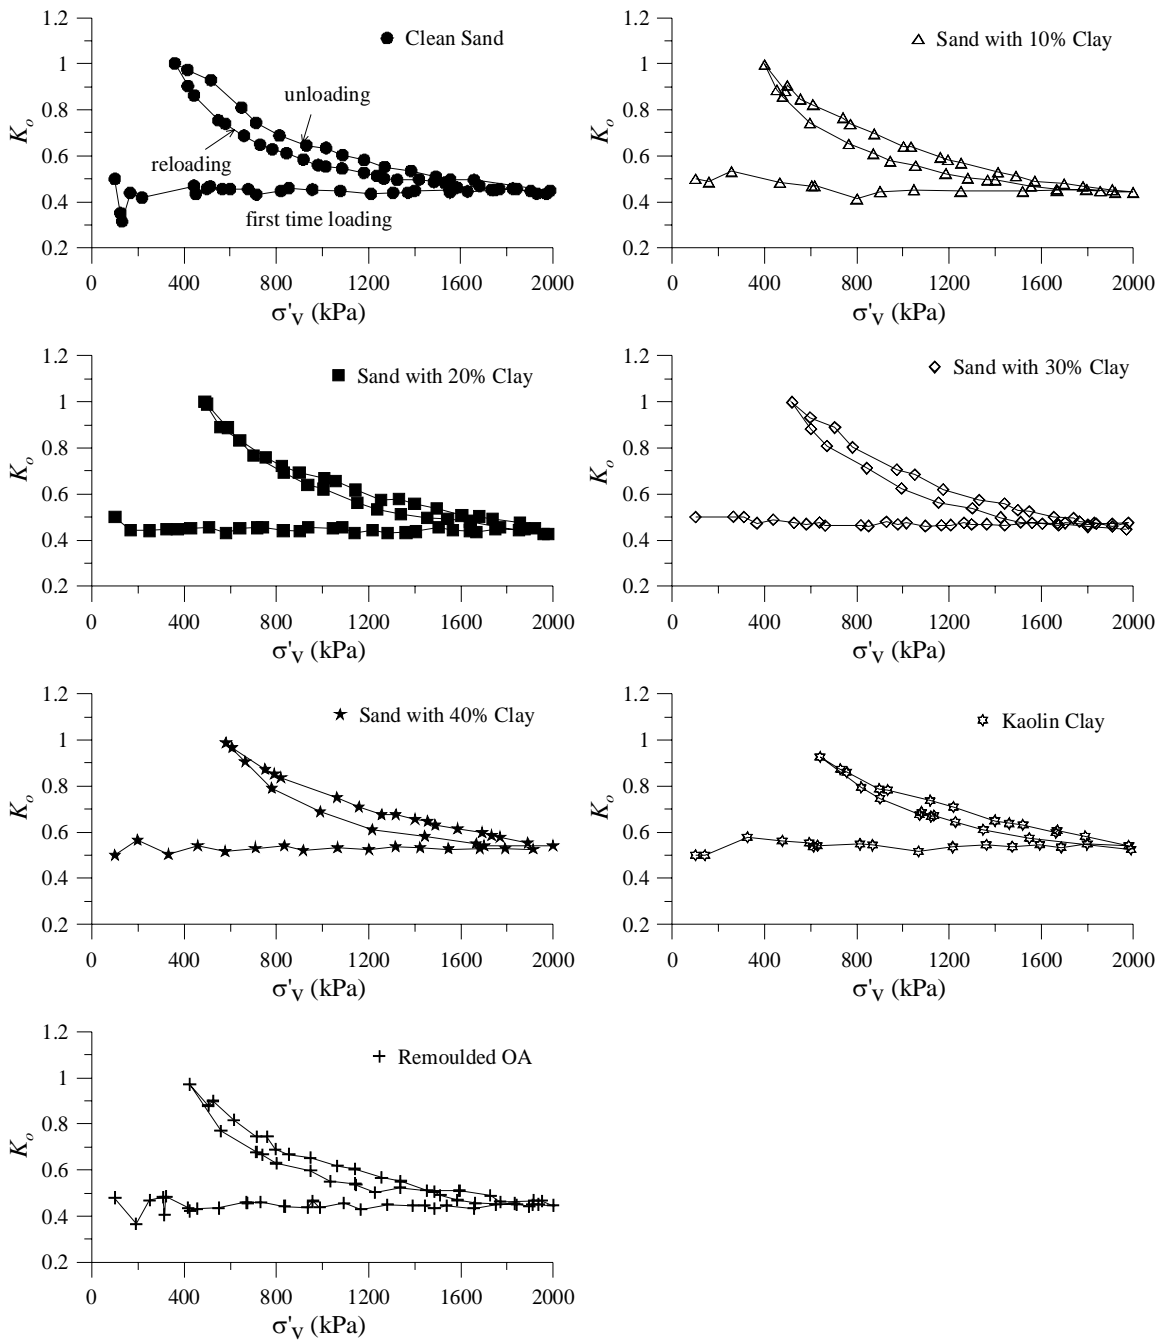 1.2
Clean Sand
1
unloading
0.8
K_o
0.6
reloading
0.4
first time loading
0.2
0 400 800 1200 1600 2000
σ'v (kPa)
1.2
Sand with 10% Clay
1
0.8
K_o
0.6
0.4
0.2
0 400 800 1200 1600 2000
σ'v (kPa)
1.2
Sand with 20% Clay
1
0.8
K_o
0.6
0.4
0.2
0 400 800 1200 1600 2000
σ'v (kPa)
1.2
Sand with 30% Clay
1
0.8
K_o
0.6
0.4
0.2
0 400 800 1200 1600 2000
σ'v (kPa)
1.2
Sand with 40% Clay
1
0.8
K_o
0.6
0.4
0.2
0 400 800 1200 1600 2000
σ'v (kPa)
1.2
Kaolin Clay
1
0.8
K_o
0.6
0.4
0.2
0 400 800 1200 1600 2000
σ'v (kPa)
1.2
Remoulded OA
1
0.8
K_o
0.6
0.4
0.2
0 400 800 1200 1600 2000
σ'v (kPa)